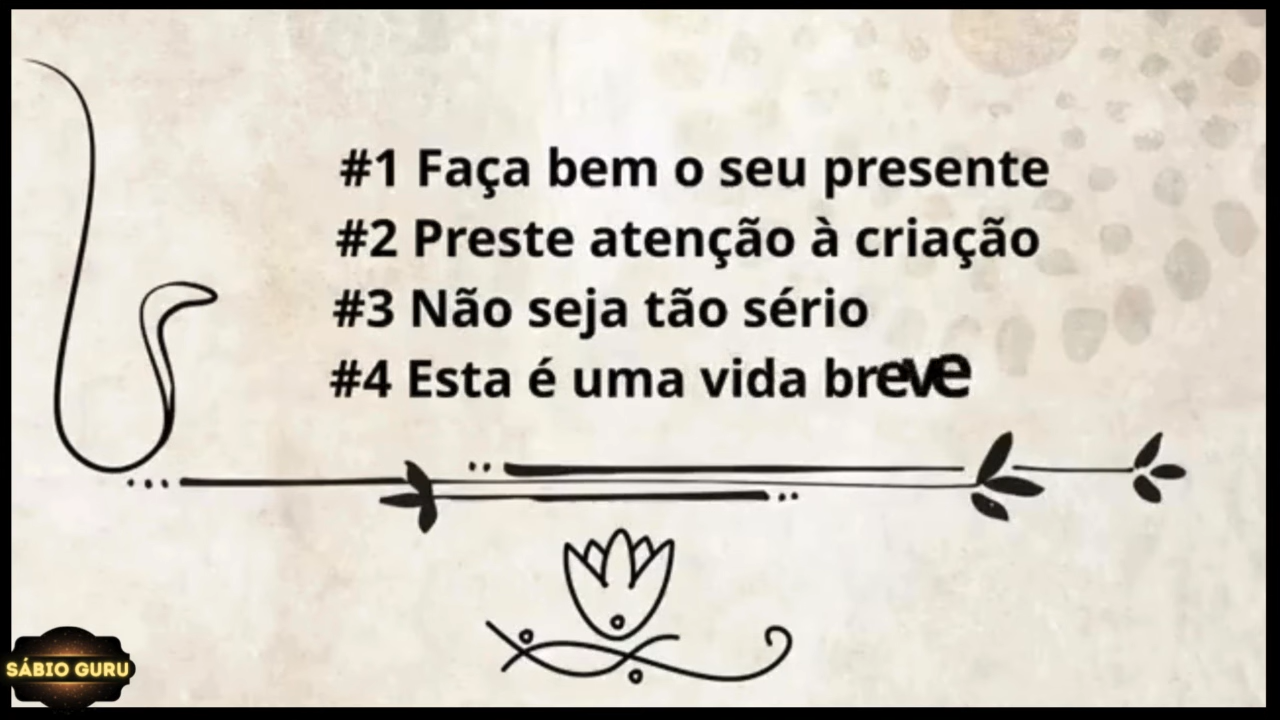 #1 Faça bem o seu presente
#2 Preste atenção à criação
#3 Não seja tão sério
#4 Esta é uma vida breve
SÁBIO GURU